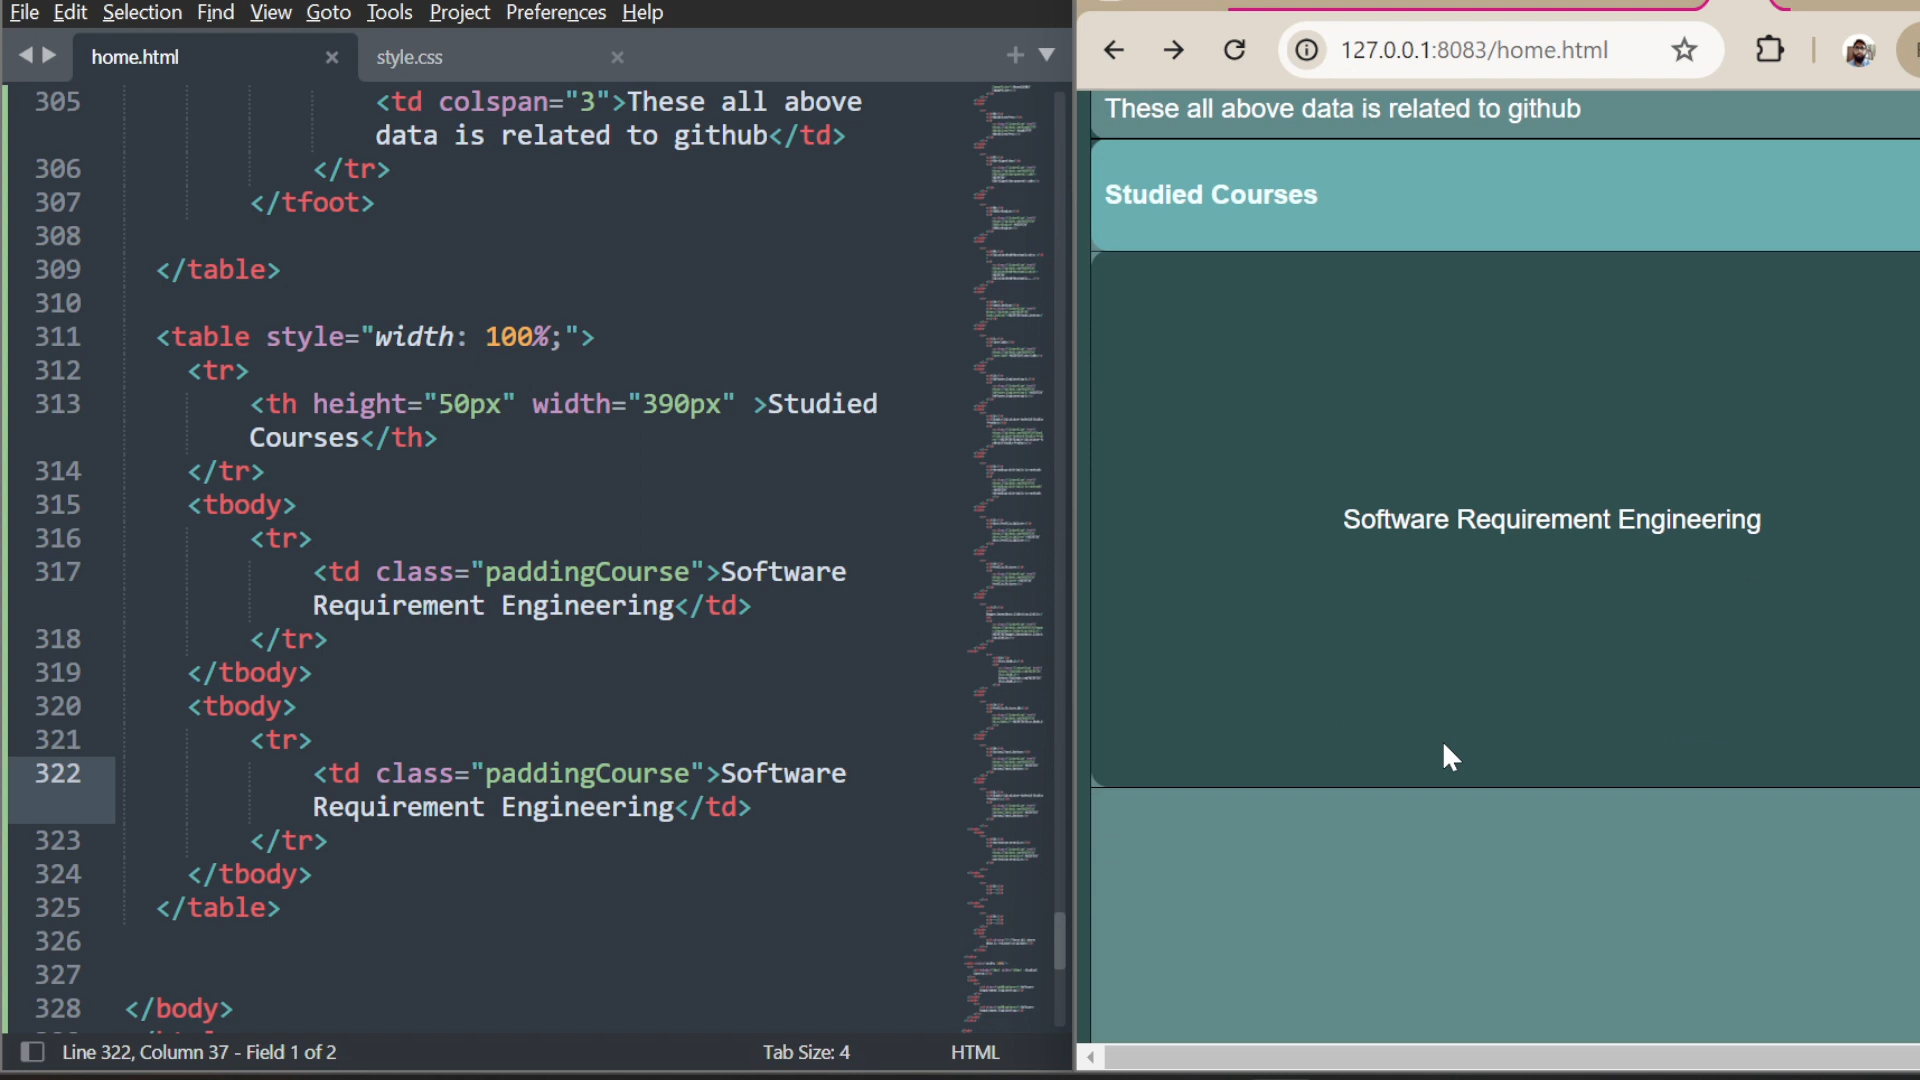 File Edit Selection Find View Goto Tools Project Preferences Help
home.html
style.css
127.0.0.1:8083/home.html
305 <td colspan="3">These all above
data is related to github</td>
306 </tr>
307 </tfoot>
308
309 </table>
310
311 <table style="width: 100%;">
312 <tr>
313 <th height="50px" width="390px" >Studied
Courses</th>
314 </tr>
315 <tbody>
316 <tr>
317 <td class="paddingCourse">Software
Requirement Engineering</td>
318 </tr>
319 </tbody>
320 <tbody>
321 <tr>
322 <td class="paddingCourse">Software
Requirement Engineering</td>
323 </tr>
324 </tbody>
325 </table>
326
327
328 </body>
Line 322, Column 37 - Field 1 of 2
Tab Size: 4
HTML
These all above data is related to github
Studied Courses
Software Requirement Engineering